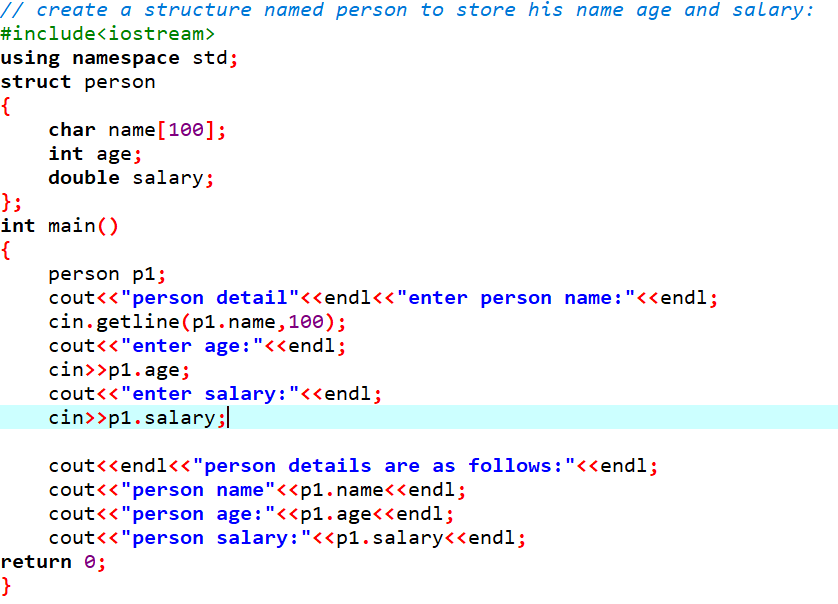 // create a structure named person to store his name age and salary:
#include<iostream>
using namespace std;
struct person
{
    char name[100];
    int age;
    double salary;
};
int main()
{
    person p1;
    cout<<"person detail"<<endl<<"enter person name:"<<endl;
    cin.getline(p1.name,100);
    cout<<"enter age:"<<endl;
    cin>>p1.age;
    cout<<"enter salary:"<<endl;
    cin>>p1.salary;

    cout<<endl<<"person details are as follows:"<<endl;
    cout<<"person name"<<p1.name<<endl;
    cout<<"person age:"<<p1.age<<endl;
    cout<<"person salary:"<<p1.salary<<endl;
return 0;
}